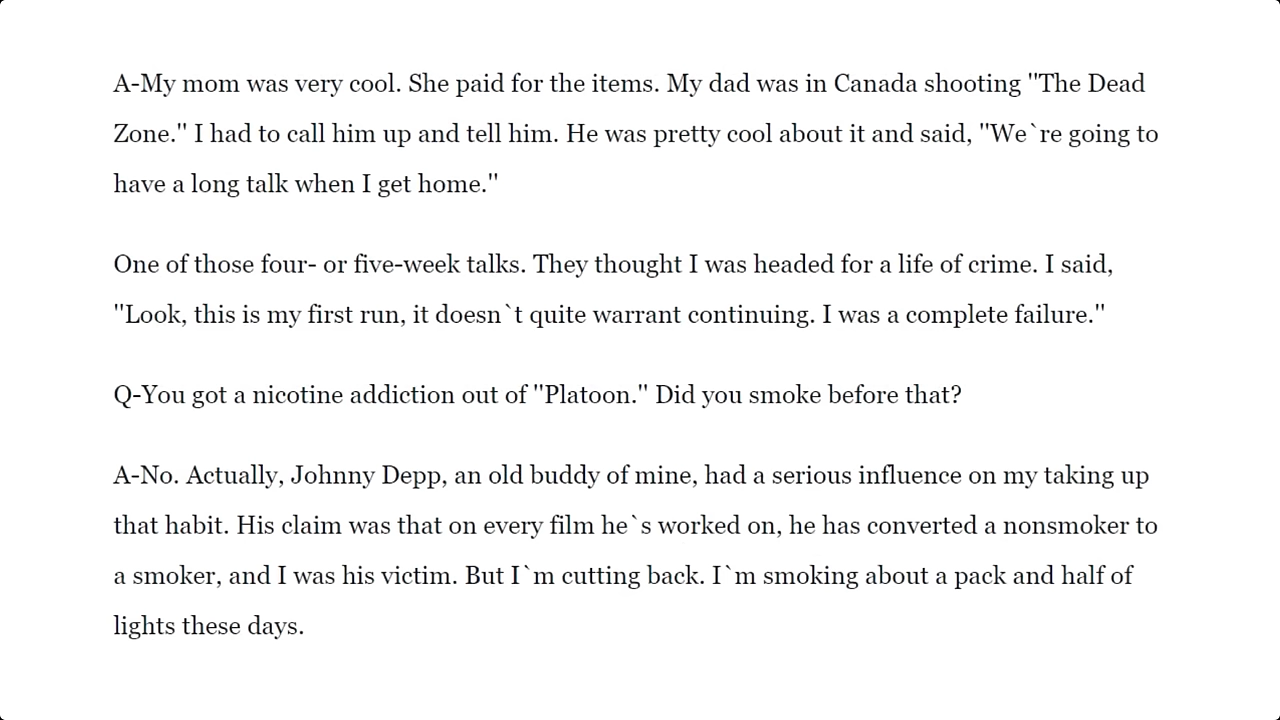 A-My mom was very cool. She paid for the items. My dad was in Canada shooting "The Dead
Zone." I had to call him up and tell him. He was pretty cool about it and said, "We`re going to
have a long talk when I get home."
One of those four- or five-week talks. They thought I was headed for a life of crime. I said,
"Look, this is my first run, it doesn`t quite warrant continuing. I was a complete failure."
Q-You got a nicotine addiction out of "Platoon." Did you smoke before that?
A-No. Actually, Johnny Depp, an old buddy of mine, had a serious influence on my taking up
that habit. His claim was that on every film he`s worked on, he has converted a nonsmoker to
a smoker, and I was his victim. But I`m cutting back. I`m smoking about a pack and half of
lights these days.